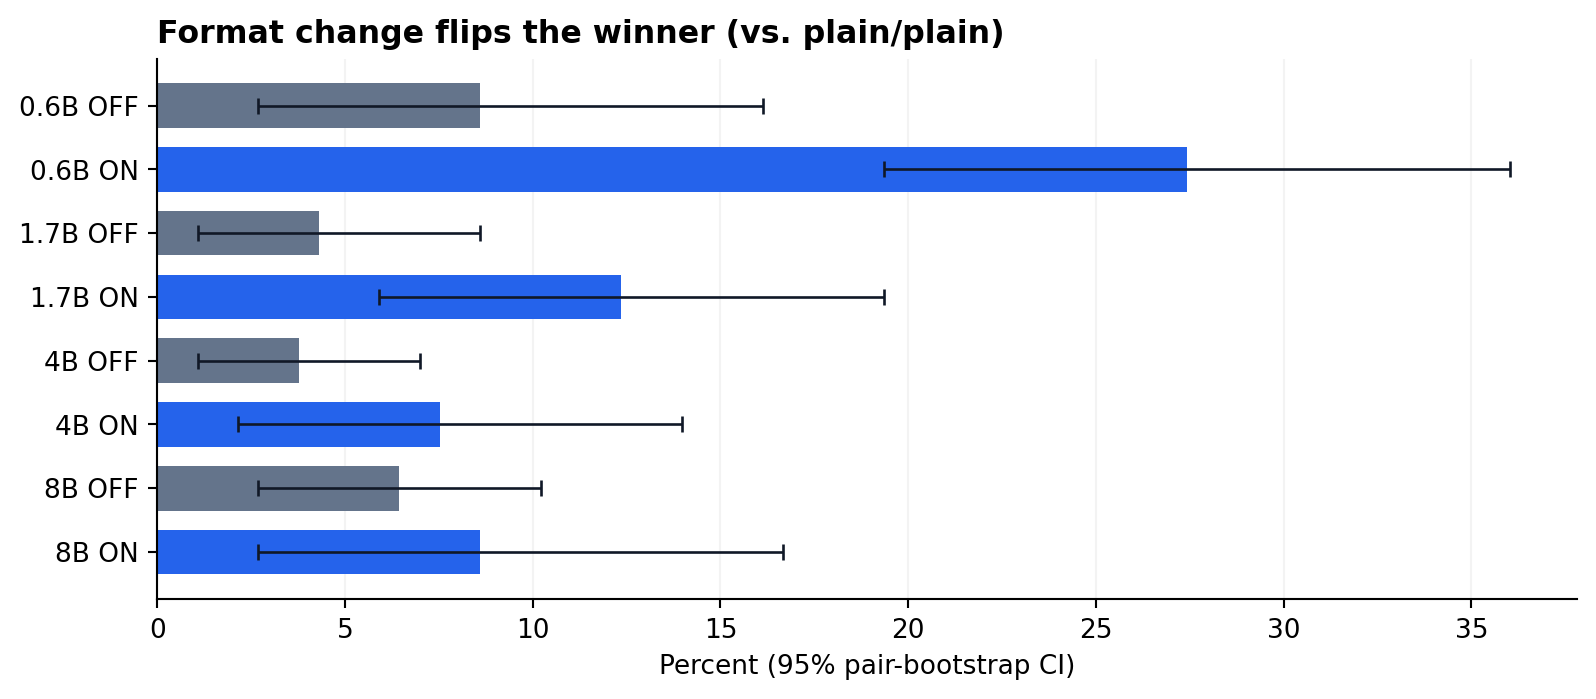 Format change flips the winner (vs. plain/plain)
0.6B OFF
0.6B ON
1.7B OFF
1.7B ON
4B OFF
4B ON
8B OFF
8B ON
0 5 10 15 20 25 30 35
Percent (95% pair-bootstrap CI)